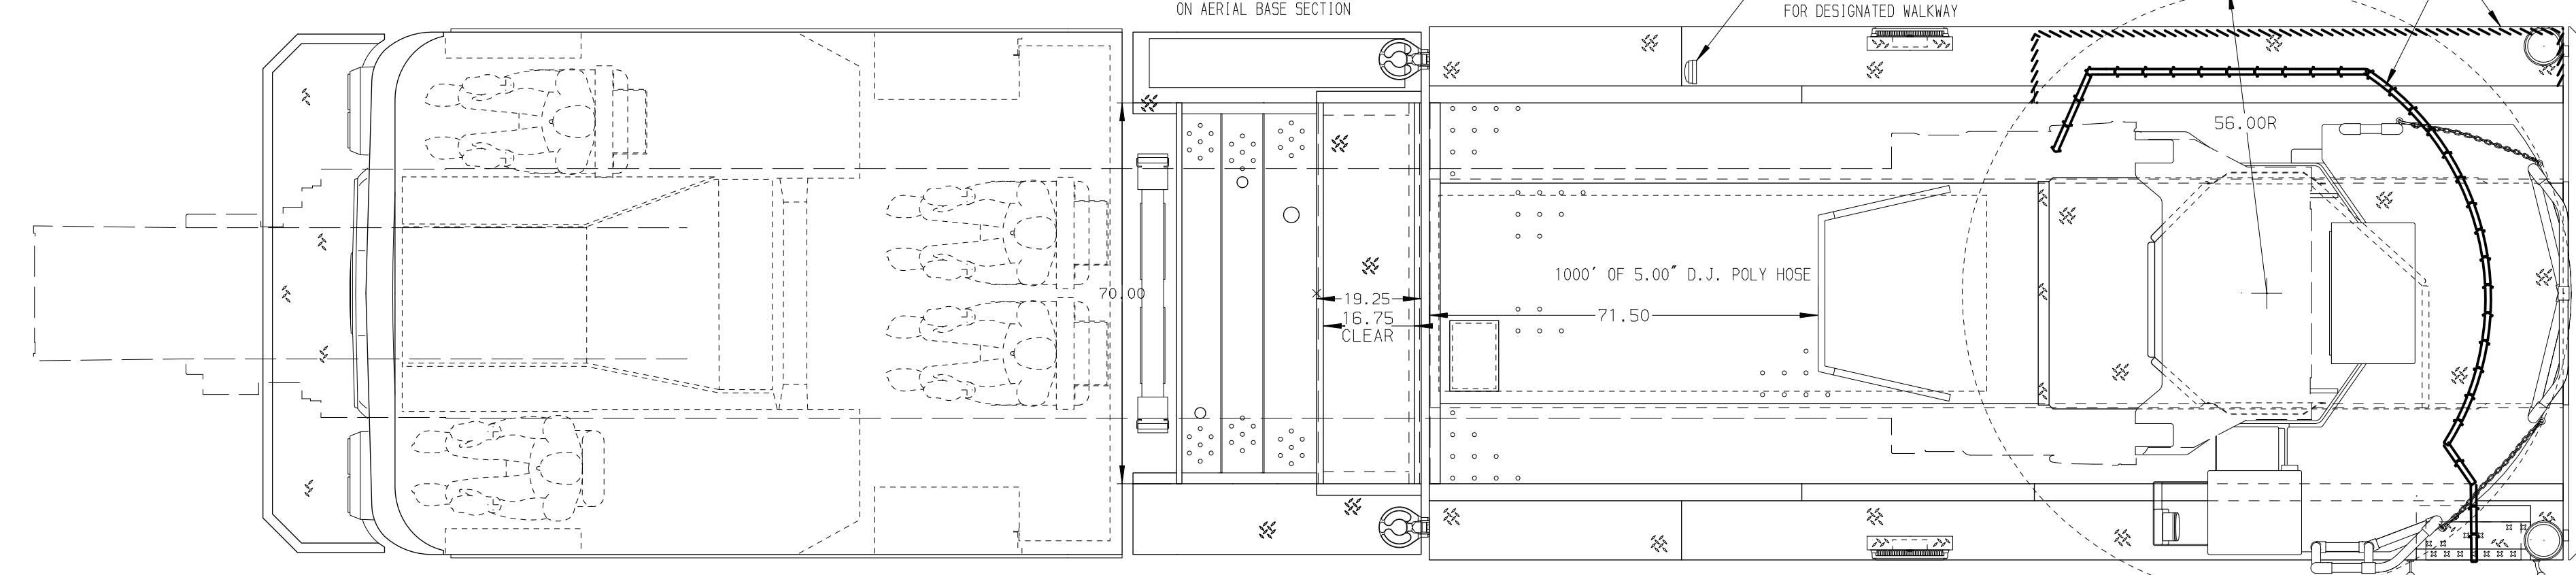 ON AERIAL BASE SECTION
FOR DESIGNATED WALKWAY
56.00R
1000' OF 5.00" D.J. POLY HOSE
70.00
19.25
16.75
CLEAR
71.50